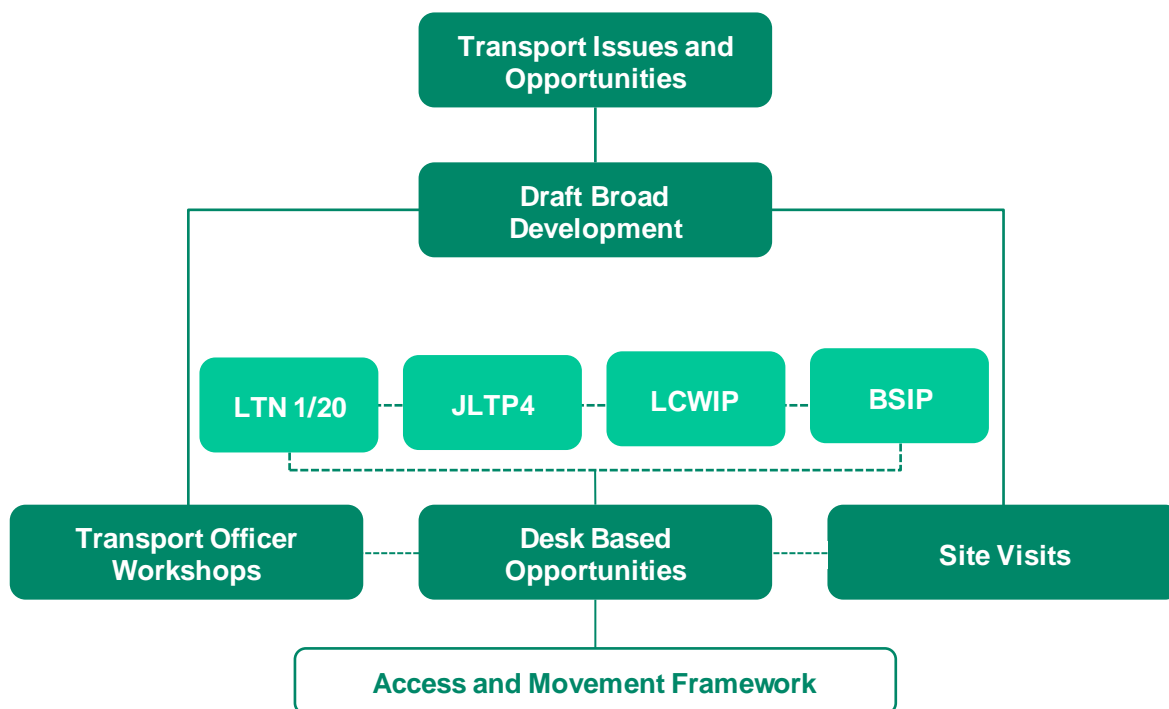 Transport Issues and
Opportunities
Draft Broad
Development
LTN 1/20
JLTP4
LCWIP
BSIP
Transport Officer
Workshops
Desk Based
Opportunities
Site Visits
Access and Movement Framework